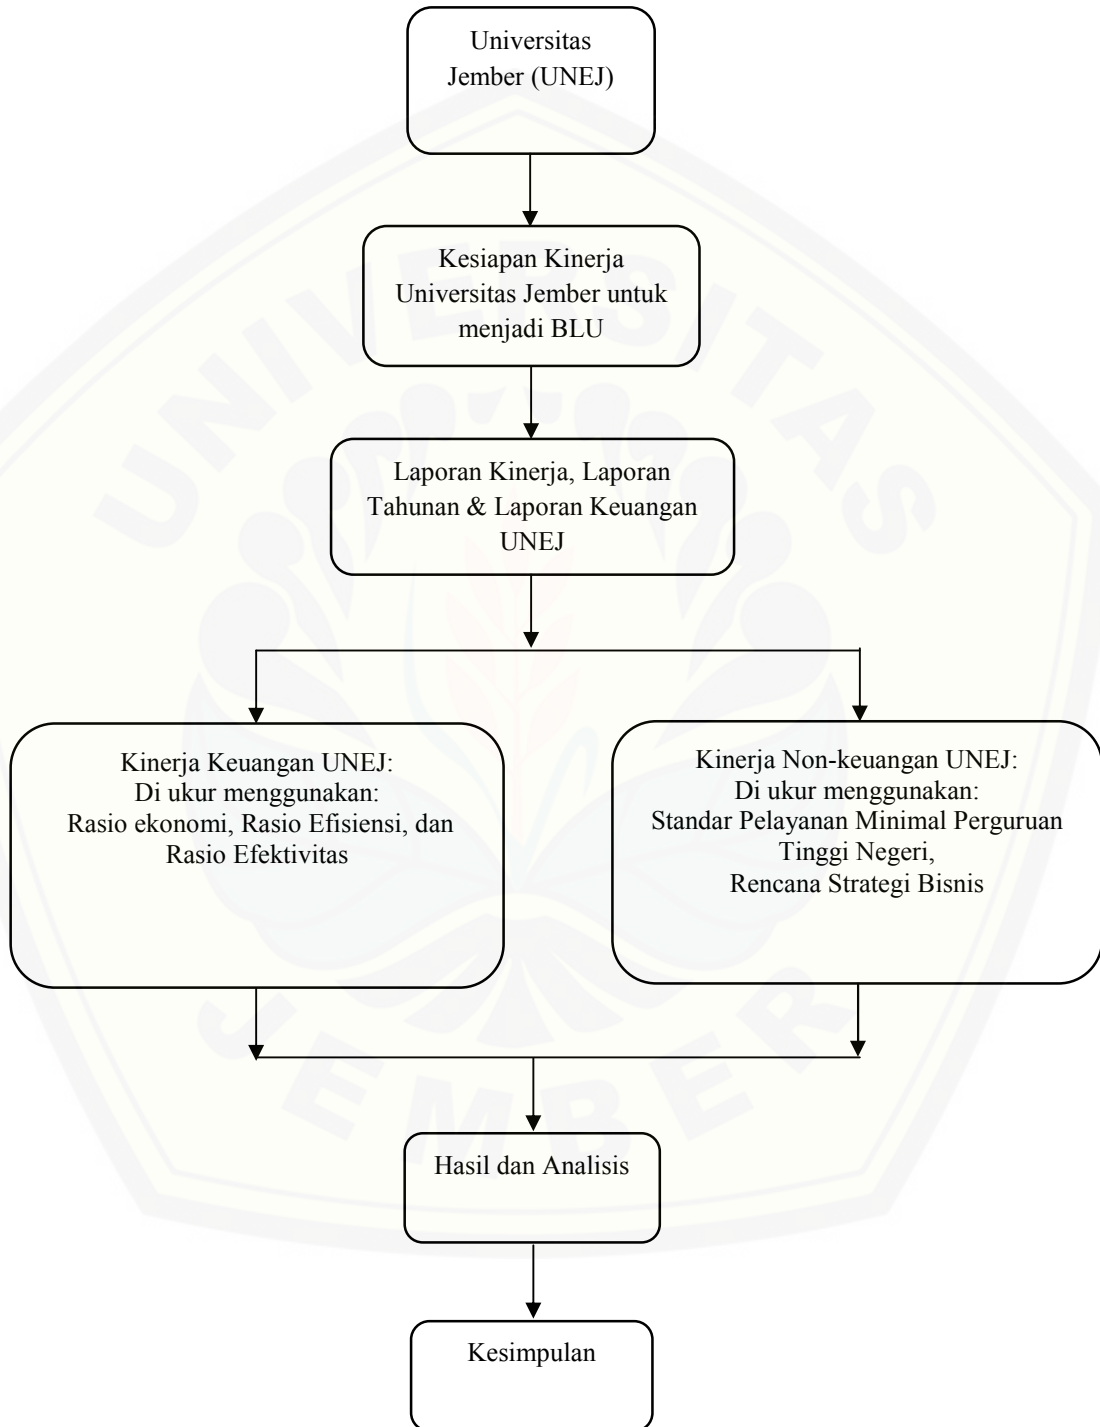 Universitas
Jember (UNEJ)
Kesiapan Kinerja
Universitas Jember untuk
menjadi BLU
Laporan Kinerja, Laporan
Tahunan & Laporan Keuangan
UNEJ
Kinerja Keuangan UNEJ:
Di ukur menggunakan:
Rasio ekonomi, Rasio Efisiensi, dan
Rasio Efektivitas
Kinerja Non-keuangan UNEJ:
Di ukur menggunakan:
Standar Pelayanan Minimal Perguruan
Tinggi Negeri,
Rencana Strategi Bisnis
Hasil dan Analisis
Kesimpulan
UNIVERSITAS
JEMBER